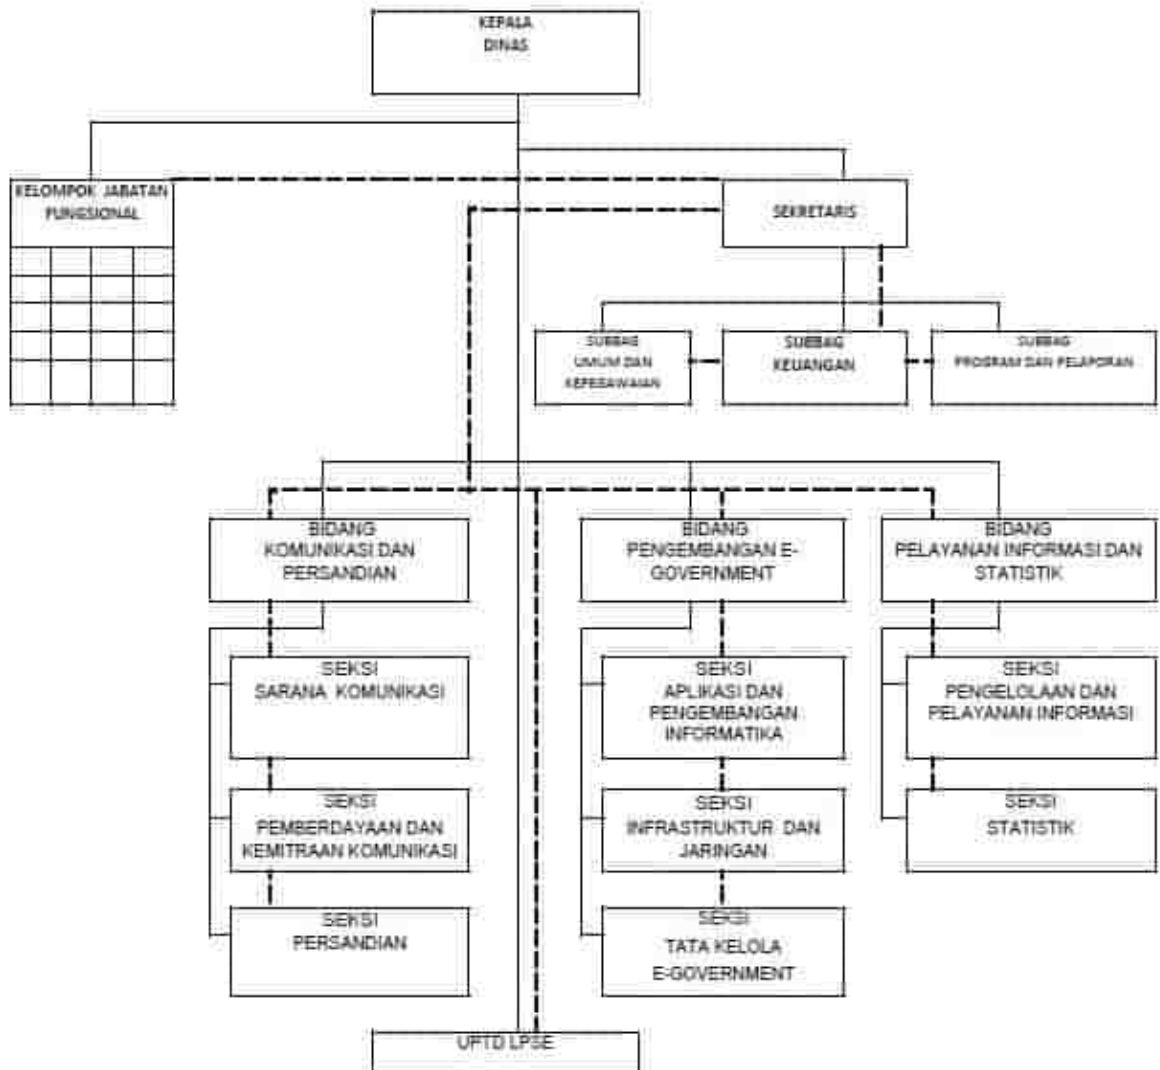 KEPALA
DINAS
KELOMPOK JABATAN
FUNGSIONAL
SEKRETARIS
SUBBAG
UMUM DAN
KEPEGAWAIAN
SUBBAG
KEUANGAN
SUBBAG
PROGRAM DAN PELAPORAN
BIDANG
KOMUNIKASI DAN
PERSANDIAN
BIDANG
PENGEMBANGAN E-
GOVERNMENT
BIDANG
PELAYANAN INFORMASI DAN
STATISTIK
SEKSI
SARANA KOMUNIKASI
SEKSI
APLIKASI DAN
PENGEMBANGAN
INFORMATIKA
SEKSI
PENGELOLAAN DAN
PELAYANAN INFORMASI
SEKSI
PEMBERDAYAAN DAN
KEMITRAAN KOMUNIKASI
SEKSI
INFRASTRUKTUR DAN
JARINGAN
SEKSI
STATISTIK
SEKSI
PERSANDIAN
SEKSI
TATA KELOLA
E-GOVERNMENT
UPTD LPSE